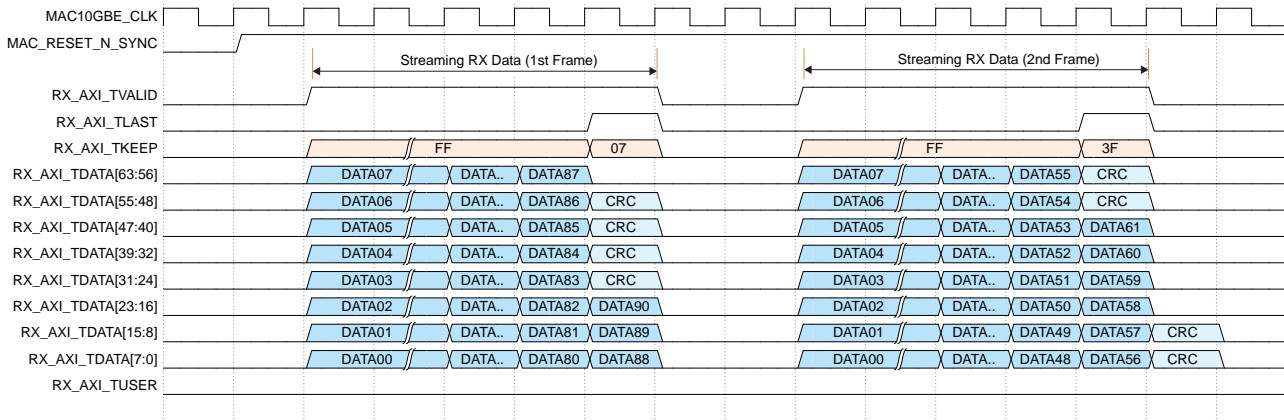 MAC10GBE_CLK
MAC_RESET_N_SYNC
Streaming RX Data (1st Frame) Streaming RX Data (2nd Frame)
RX_AXI_TVALID
RX_AXI_TLAST
RX_AXI_TKEEP FF 07 FF 3F
RX_AXI_TDATA[63:56] DATA07 DATA.. DATA87 DATA07 DATA.. DATA55 CRC
RX_AXI_TDATA[55:48] DATA06 DATA.. DATA86 CRC DATA06 DATA.. DATA54 CRC
RX_AXI_TDATA[47:40] DATA05 DATA.. DATA85 CRC DATA05 DATA.. DATA53 DATA61
RX_AXI_TDATA[39:32] DATA04 DATA.. DATA84 CRC DATA04 DATA.. DATA52 DATA60
RX_AXI_TDATA[31:24] DATA03 DATA.. DATA83 CRC DATA03 DATA.. DATA51 DATA59
RX_AXI_TDATA[23:16] DATA02 DATA.. DATA82 DATA90 DATA02 DATA.. DATA50 DATA58
RX_AXI_TDATA[15:8] DATA01 DATA.. DATA81 DATA89 DATA01 DATA.. DATA49 DATA57 CRC
RX_AXI_TDATA[7:0] DATA00 DATA.. DATA80 DATA88 DATA00 DATA.. DATA48 DATA56 CRC
RX_AXI_TUSER